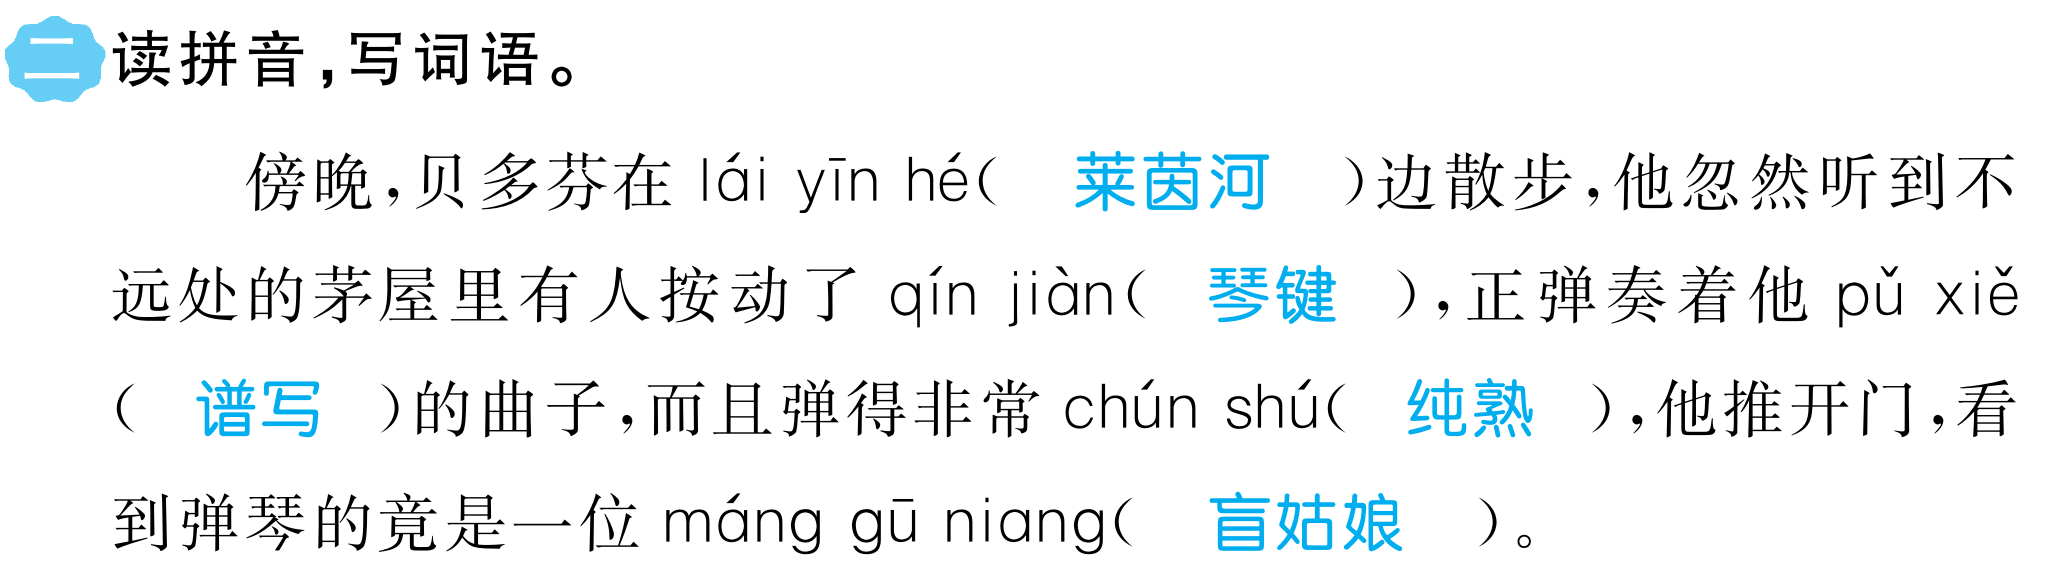 二 读拼音,写词语。
傍晚,贝多芬在 lái yīn hé( 莱茵河 )边散步,他忽然听到不
远处的茅屋里有人按动了 qín jiàn( 琴键 ),正弹奏着他 pǔ xiě
( 谱写 )的曲子,而且弹得非常 chún shú( 纯熟 ),他推开门,看
到弹琴的竟是一位 máng gū niang( 盲姑娘 )。